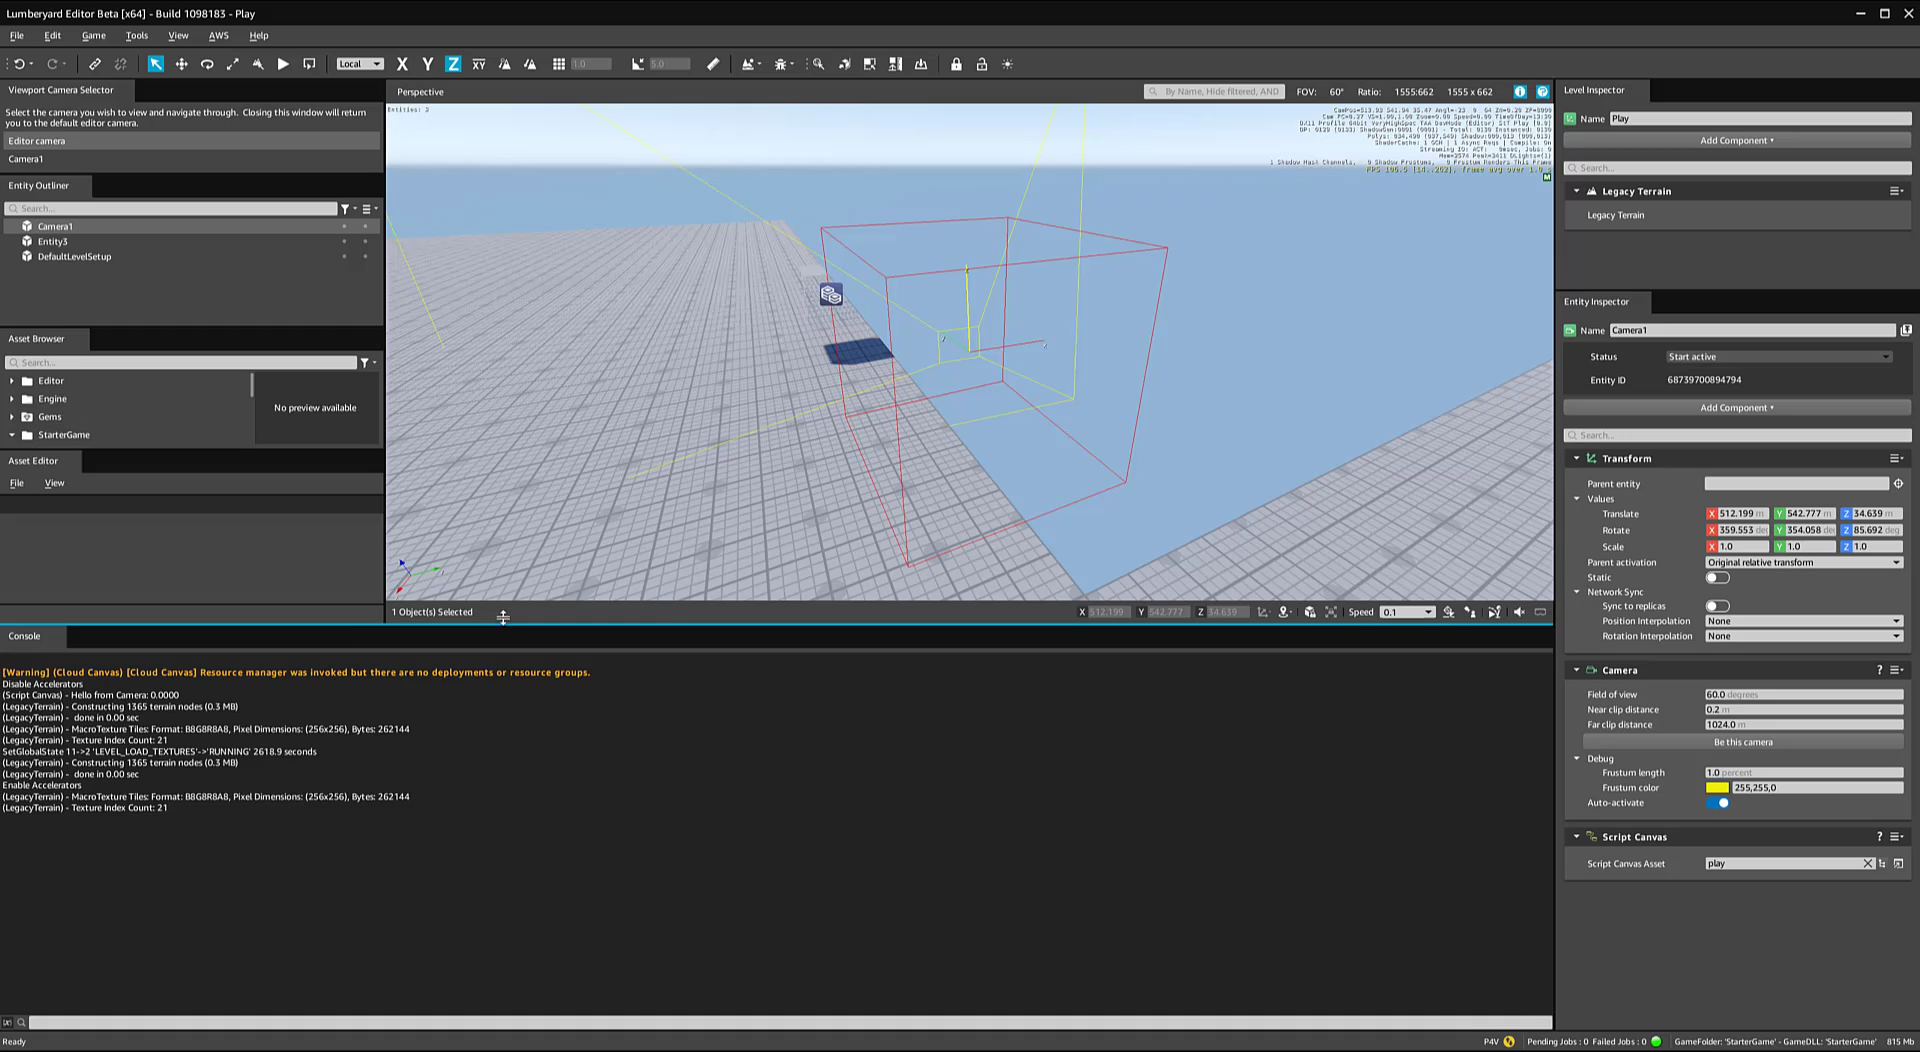 Lumberyard Editor Beta [x64] - Build 1098183 - Play
File Edit Game Tools View AWS Help
Local X Y Z XY 1.0 5.0
Viewport Camera Selector
Select the camera you wish to view and navigate through. Closing this window will return
you to the default editor camera.
Editor camera
Camera1
Entity Outliner
Search...
Camera1
Entity3
DefaultLevelSetup
Asset Browser
Search...
Editor
Engine
Gems
StarterGame
No preview available
Asset Editor
File View
Perspective
By Name, Hide filtered, AND
FOV: 60° Ratio: 1555:662 1555 x 662
Entities: 3
1 Object(s) Selected
X 512.199 Y 542.777 Z 34.639 Speed 0.1
Console
[Warning] (Cloud Canvas) [Cloud Canvas] Resource manager was invoked but there are no deployments or resource groups.
Disable Accelerators
(Script Canvas) - Hello from Camera: 0.0000
(LegacyTerrain) - Constructing 1365 terrain nodes (0.3 MB)
(LegacyTerrain) - done in 0.00 sec
(LegacyTerrain) - MacroTexture Tiles: Format: B8G8R8A8, Pixel Dimensions: (256x256), Bytes: 262144
(LegacyTerrain) - Texture Index Count: 21
SetGlobalState 11->2 'LEVEL_LOAD_TEXTURES'->'RUNNING' 2618.9 seconds
(LegacyTerrain) - Constructing 1365 terrain nodes (0.3 MB)
(LegacyTerrain) - done in 0.00 sec
Enable Accelerators
(LegacyTerrain) - MacroTexture Tiles: Format: B8G8R8A8, Pixel Dimensions: (256x256), Bytes: 262144
(LegacyTerrain) - Texture Index Count: 21
Level Inspector
Name Play
Add Component
Search...
Legacy Terrain
Legacy Terrain
Entity Inspector
Name Camera1
Status Start active
Entity ID 68739700894794
Add Component
Search...
Transform
Parent entity
Values
Translate X 512.199 m Y 542.777 m Z 34.639 m
Rotate X 359.553 deg Y 354.058 deg Z 85.692 deg
Scale X 1.0 Y 1.0 Z 1.0
Parent activation Original relative transform
Static
Network Sync
Sync to replicas
Position Interpolation None
Rotation Interpolation None
Camera ?
Field of view 60.0 degrees
Near clip distance 0.2 m
Far clip distance 1024.0 m
Be this camera
Debug
Frustum length 1.0 percent
Frustum color 255,255,0
Auto-activate
Script Canvas ?
Script Canvas Asset play
Ready
P4V Pending Jobs : 0 Failed Jobs : 0 GameFolder: 'StarterGame' - GameDLL: 'StarterGame' 815 Mb